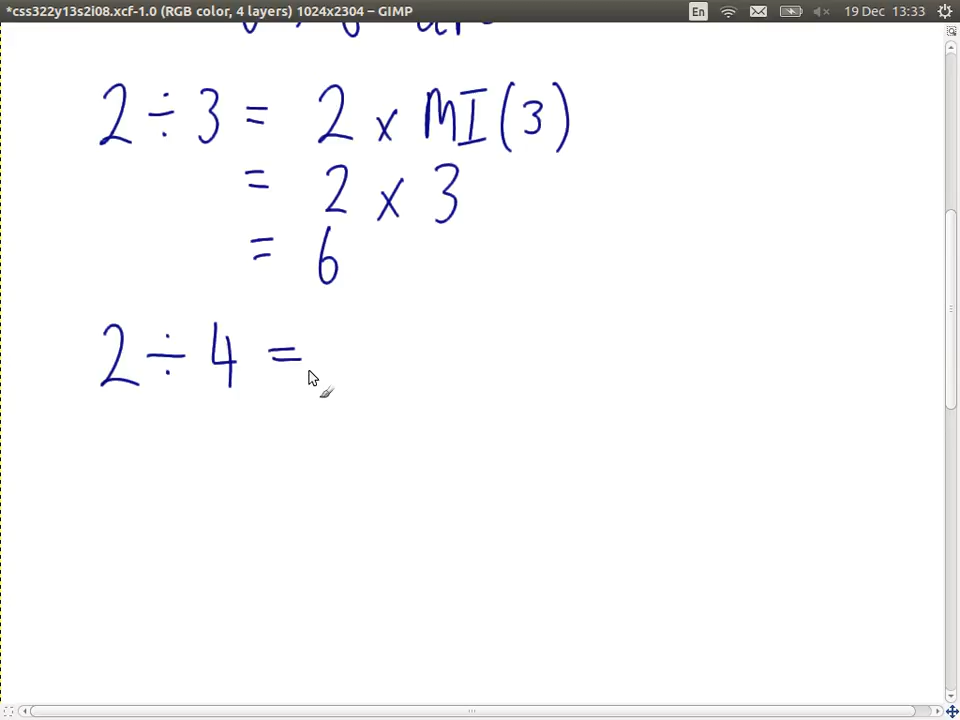 *css322y13s2i08.xcf-1.0 (RGB color, 4 layers) 1024x2304 – GIMP En 19 Dec 13:33
2 ÷ 3 = 2 x MI(3)
= 2 x 3
= 6
2 ÷ 4 =